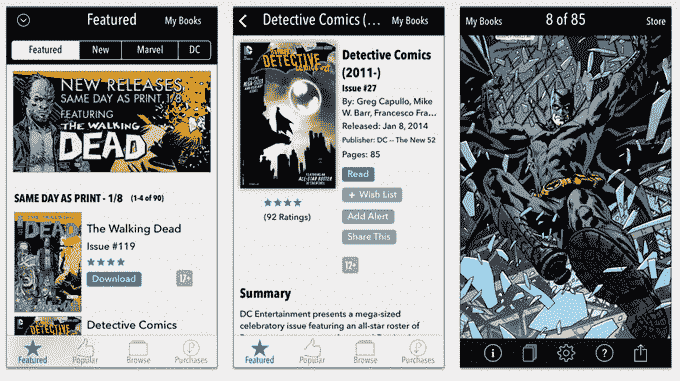 Featured
My Books
Featured
New
Marvel
DC
NEW RELEASES
SAME DAY AS PRINT 1/8
FEATURING
THE WALKING
DEAD
SAME DAY AS PRINT - 1/8 (1-4 of 90)
The Walking Dead
Issue #119
Download
17+
Detective Comics
Featured
Popular
Browse
Purchases
Detective Comics (...
My Books
DETECTIVE
Detective Comics
(2011-)
Issue #27
By: Greg Capullo, Mike
W. Barr, Francesco Fra...
Released: Jan 8, 2014
Publisher: DC -- The New 52
Pages: 85
Read
+ Wish List
Add Alert
Share This
12+
(92 Ratings)
Summary
DC Entertainment presents a mega-sized
celebratory issue featuring an all-star roster of
Featured
Popular
Browse
Purchases
My Books
8 of 85
Store